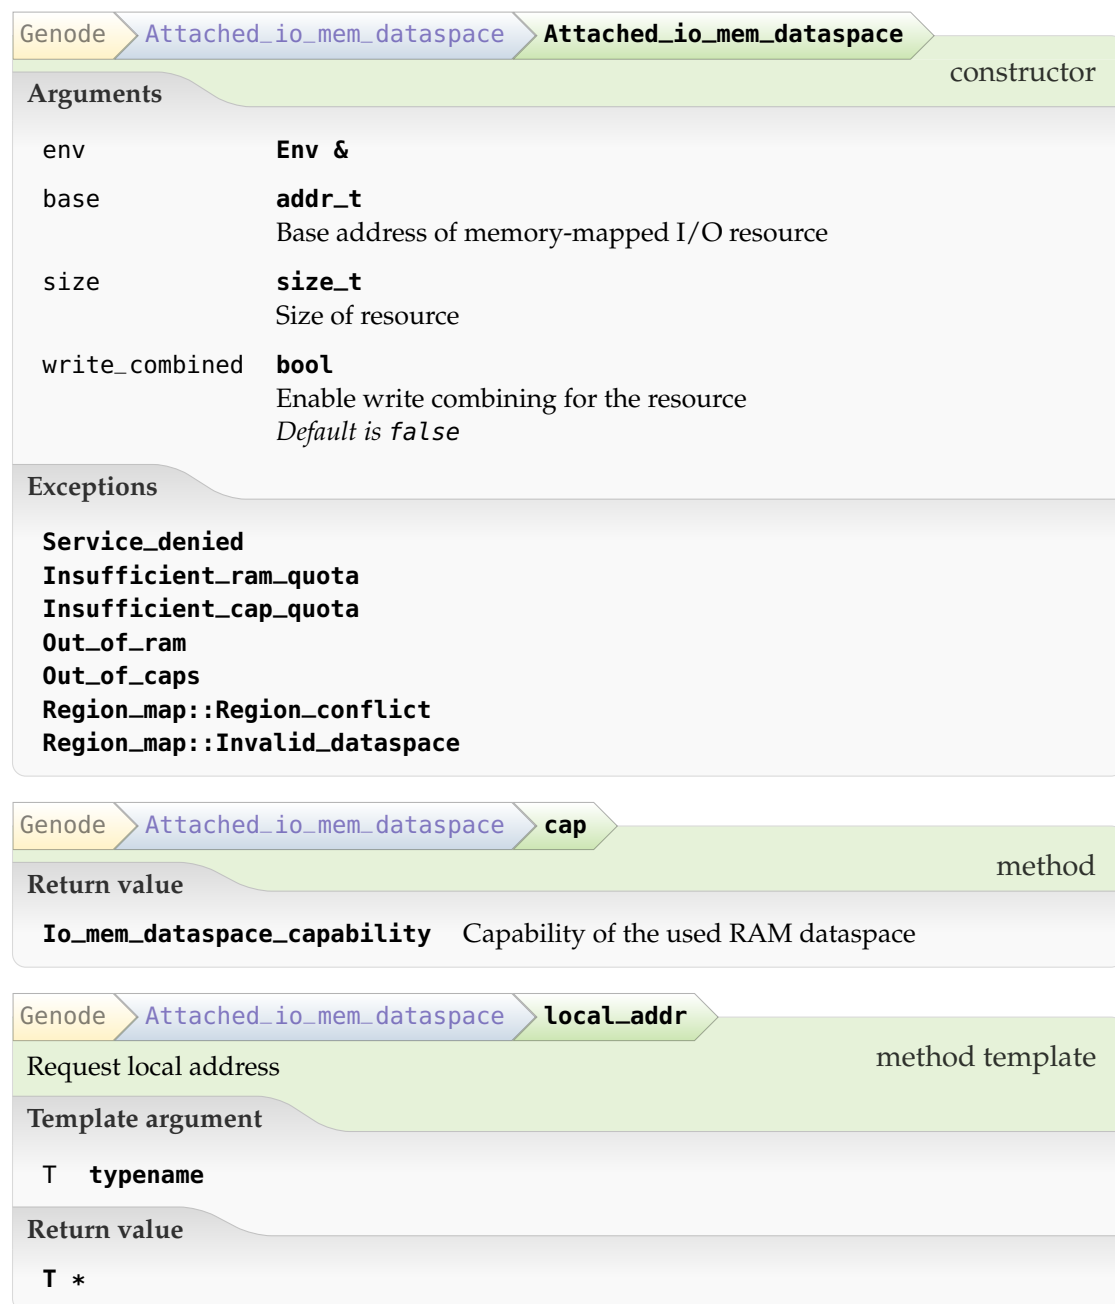 Genode Attached_io_mem_dataspace Attached_io_mem_dataspace
constructor
Arguments
env Env &
base addr_t
Base address of memory-mapped I/O resource
size size_t
Size of resource
write_combined bool
Enable write combining for the resource
Default is false
Exceptions
Service_denied
Insufficient_ram_quota
Insufficient_cap_quota
Out_of_ram
Out_of_caps
Region_map::Region_conflict
Region_map::Invalid_dataspace
Genode Attached_io_mem_dataspace cap
method
Return value
Io_mem_dataspace_capability Capability of the used RAM dataspace
Genode Attached_io_mem_dataspace local_addr
method template
Request local address
Template argument
T typename
Return value
T *